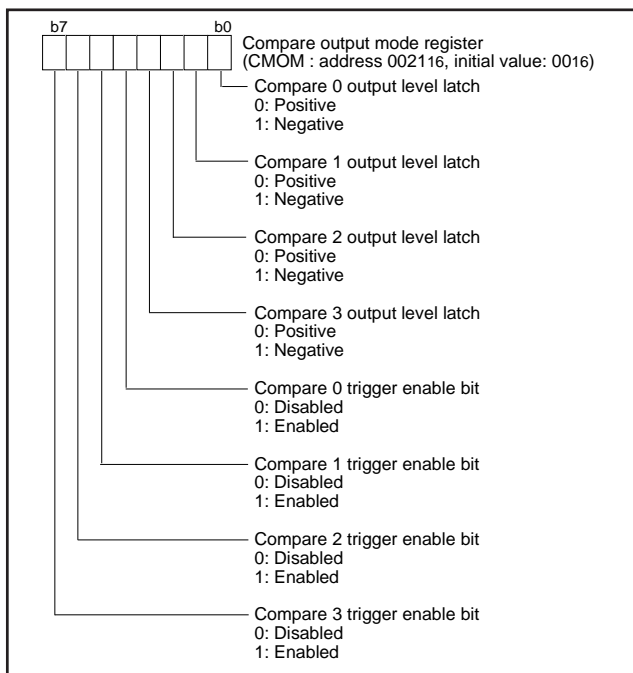 b7 b0
Compare output mode register
(CMOM : address 002116, initial value: 0016)
Compare 0 output level latch
0: Positive
1: Negative
Compare 1 output level latch
0: Positive
1: Negative
Compare 2 output level latch
0: Positive
1: Negative
Compare 3 output level latch
0: Positive
1: Negative
Compare 0 trigger enable bit
0: Disabled
1: Enabled
Compare 1 trigger enable bit
0: Disabled
1: Enabled
Compare 2 trigger enable bit
0: Disabled
1: Enabled
Compare 3 trigger enable bit
0: Disabled
1: Enabled